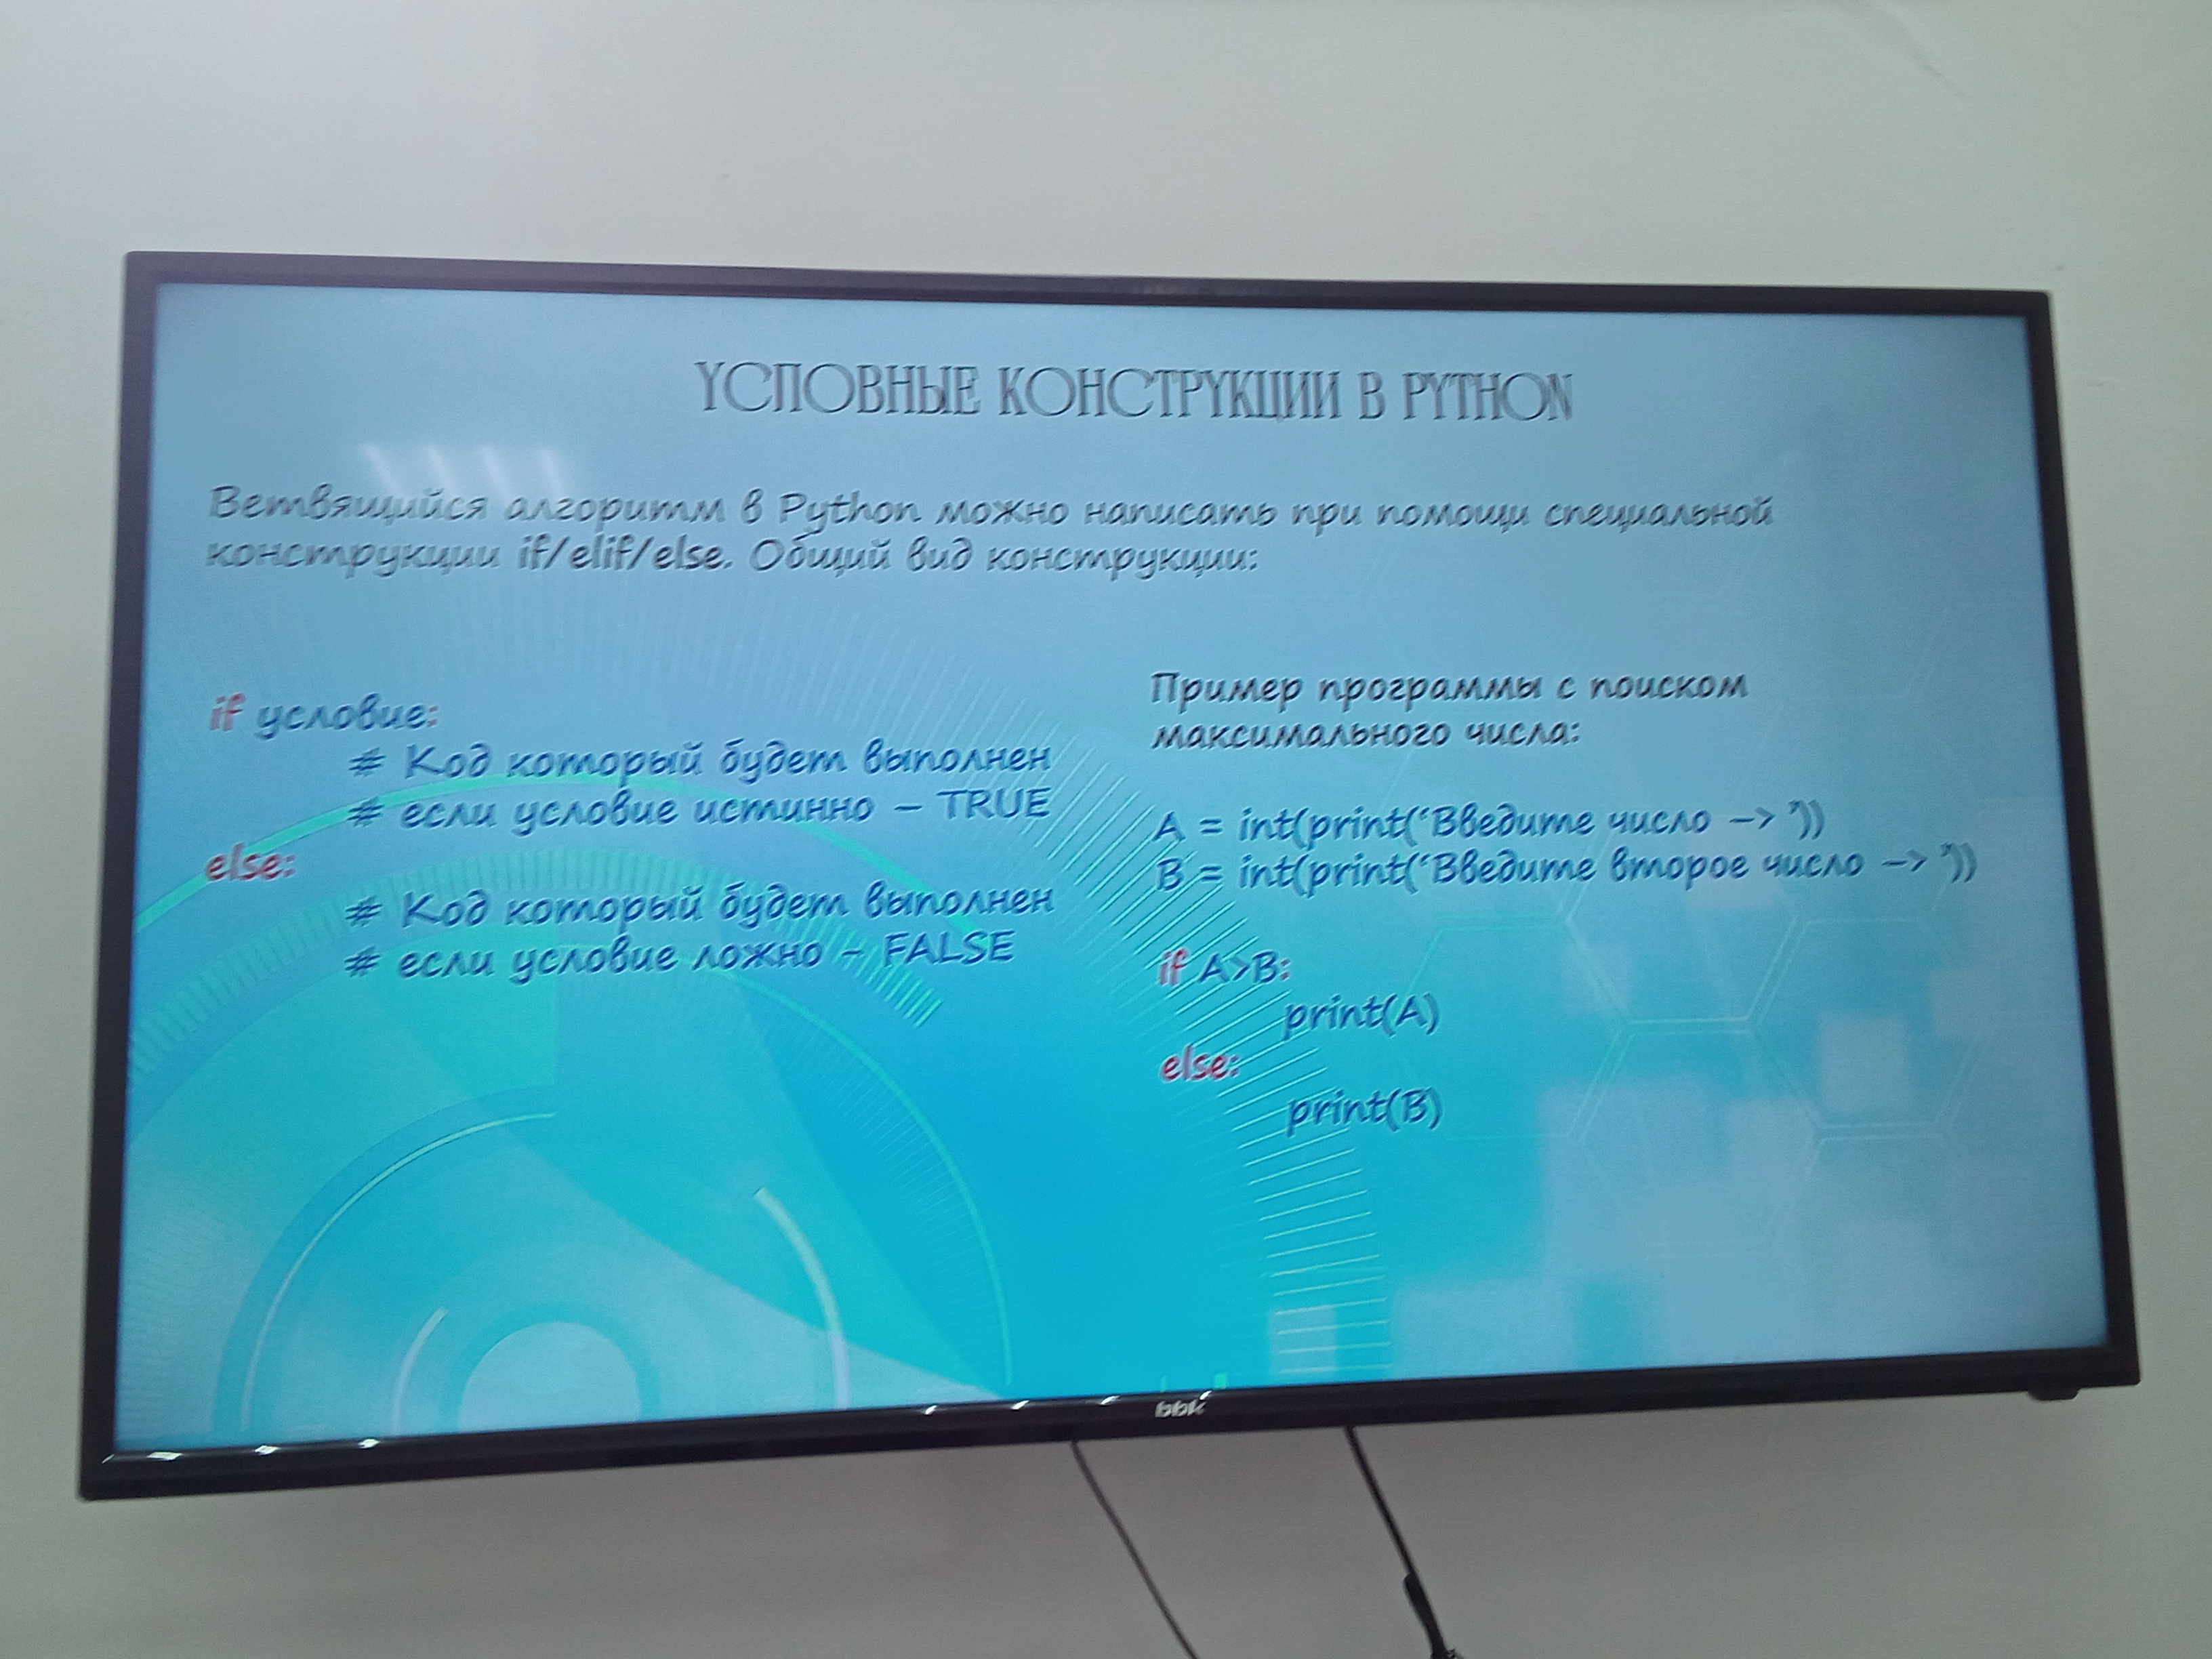 УСЛОВНЫЕ КОНСТРУКЦИИ В PYTHON
Ветвящийся алгоритм в Python можно написать при помощи специальной
конструкции if/elif/else. Общий вид конструкции:
if условие:
# Код который будет выполнен
# если условие истинно – TRUE
else:
# Код который будет выполнен
# если условие ложно – FALSE
Пример программы с поиском
максимального числа:
A = int(print(‘Введите число –> ’))
B = int(print(‘Введите второе число –> ’))
if A>B:
print(A)
else:
print(B)
bbk